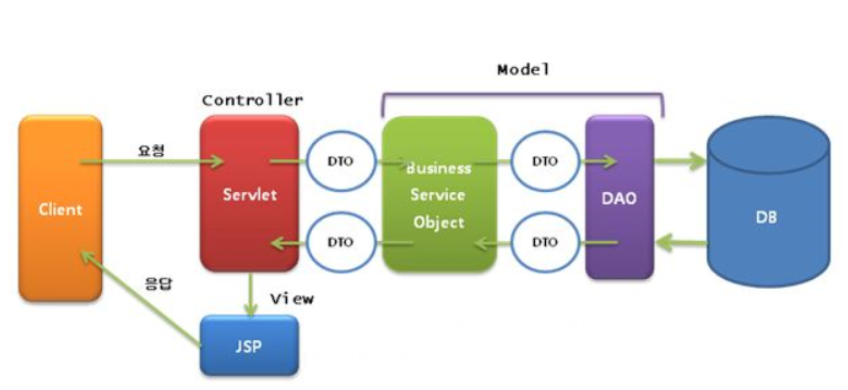 Model
Controller
요청
DTO
DTO
Client
Servlet
Business
Service
Object
DAO
DB
DTO
DTO
응답
View
JSP